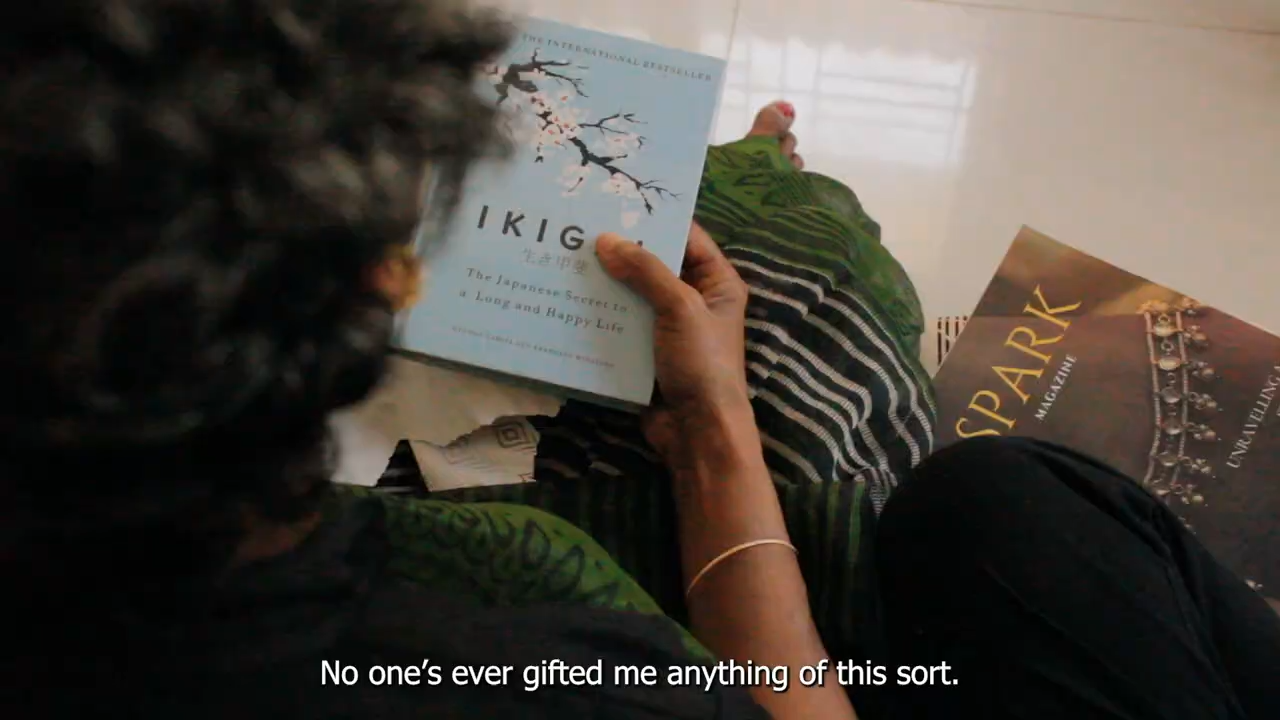 THE INTERNATIONAL BESTSELLER
IKIG
生き甲斐
The Japanese Secret to
a Long and Happy Life
SPARK
MAGAZINE
UNRAVELLING
No one's ever gifted me anything of this sort.